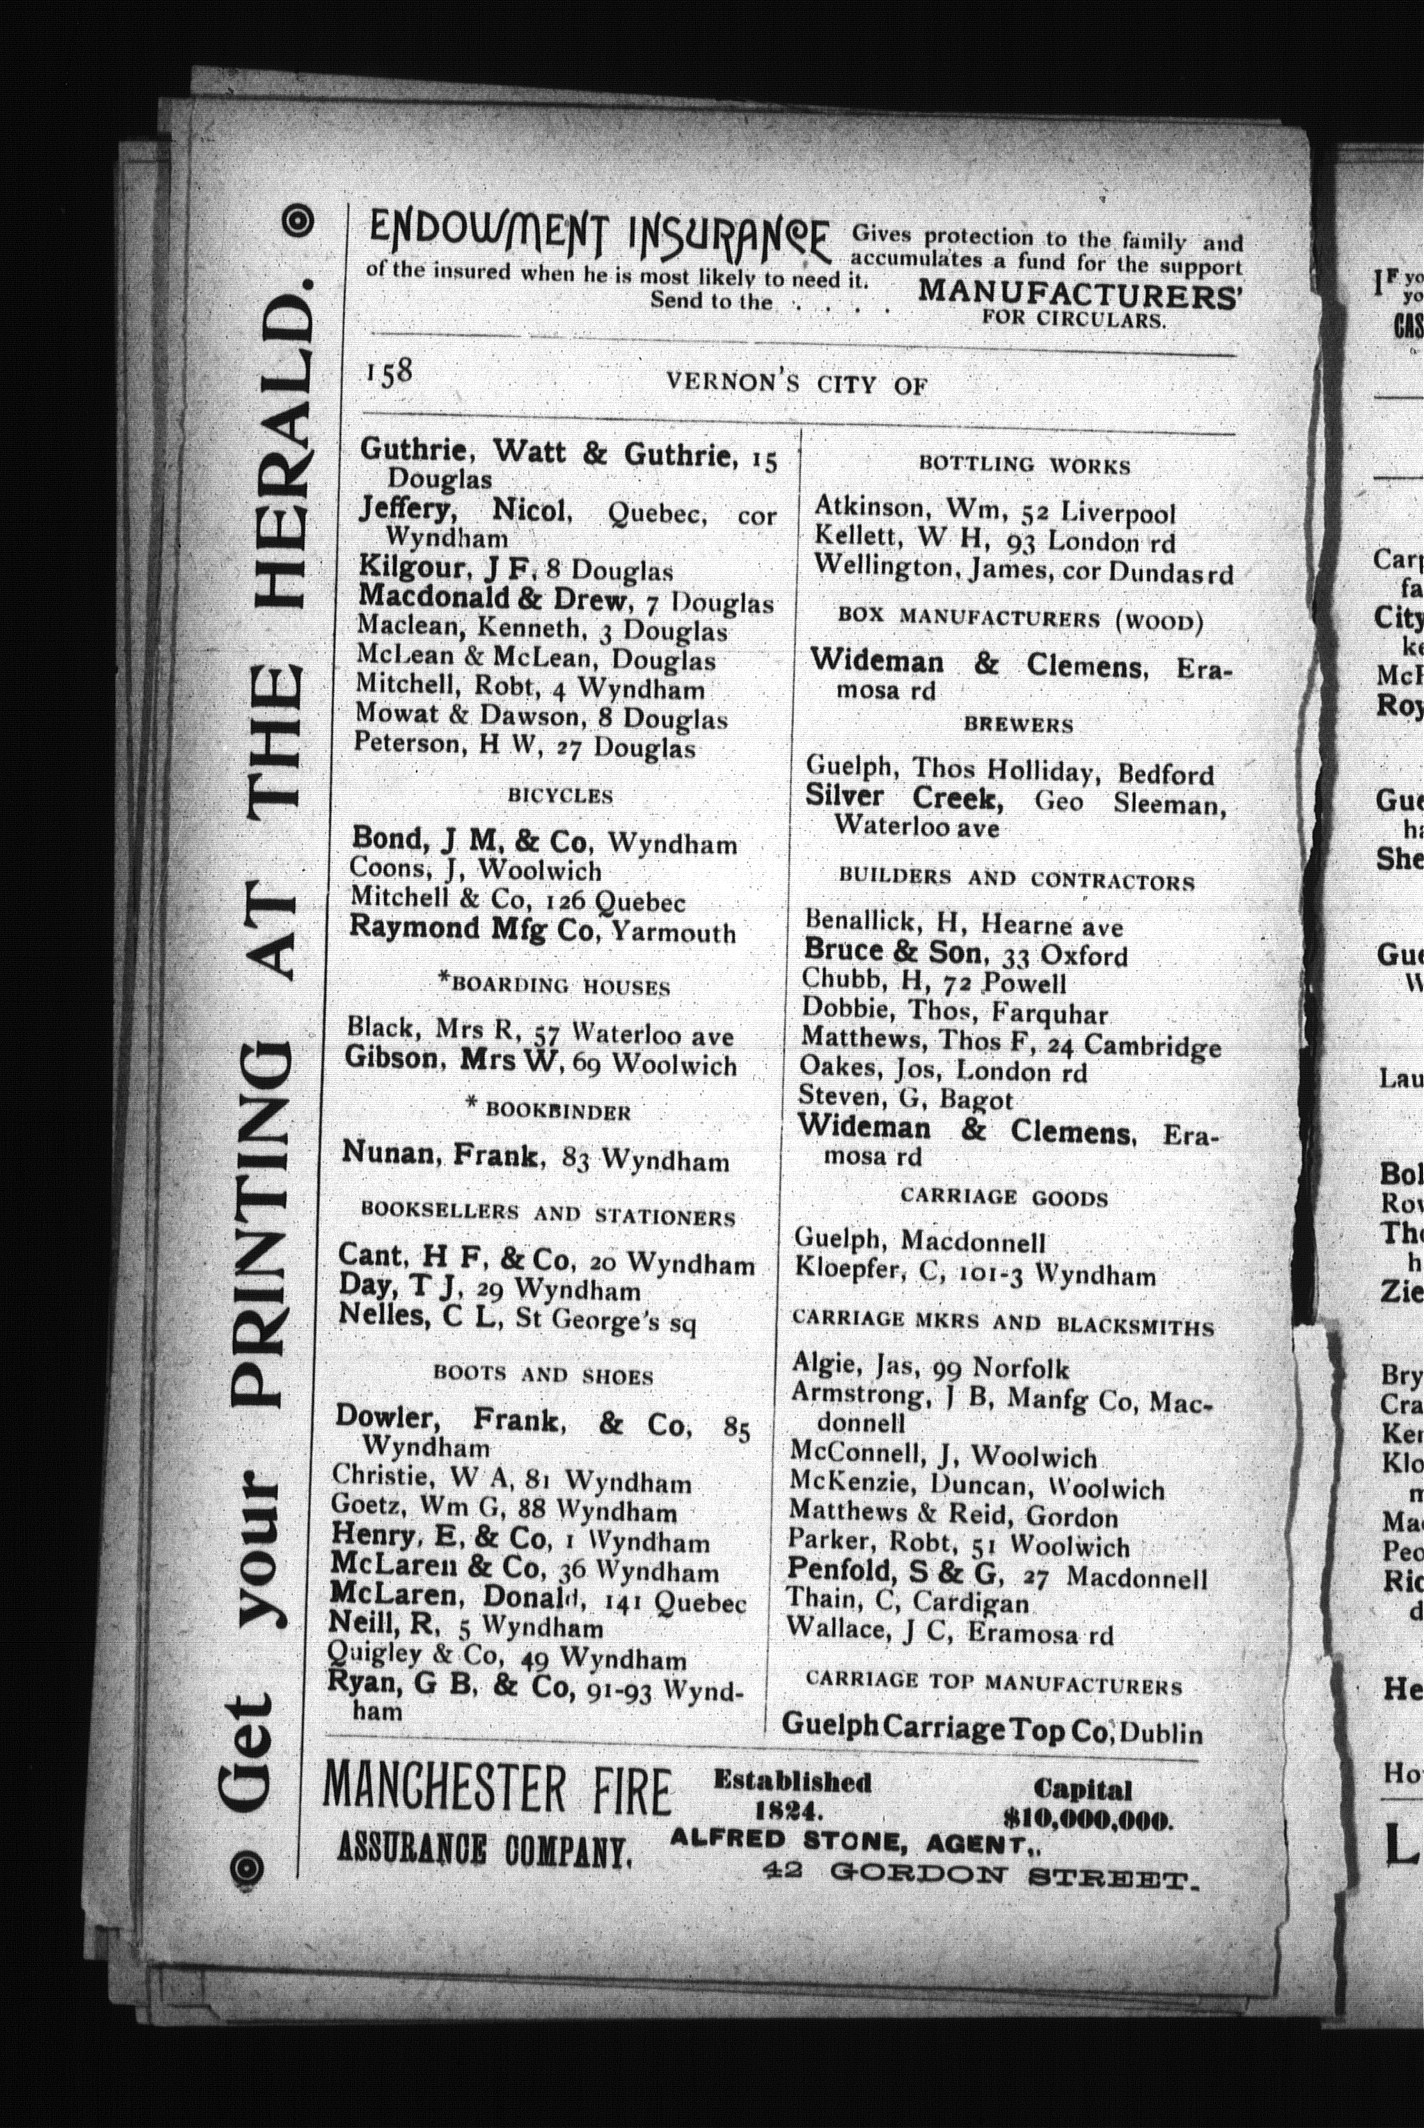 Get your PRINTING AT THE HERALD.
ENDOWMENT INSURANCE Gives protection to the family and
accumulates a fund for the support
of the insured when he is most likely to need it.
Send to the . . . . MANUFACTURERS'
FOR CIRCULARS.
158 VERNON'S CITY OF
Guthrie, Watt & Guthrie, 15
Douglas
Jeffery, Nicol, Quebec, cor
Wyndham
Kilgour, J F, 8 Douglas
Macdonald & Drew, 7 Douglas
Maclean, Kenneth, 3 Douglas
McLean & McLean, Douglas
Mitchell, Robt, 4 Wyndham
Mowat & Dawson, 8 Douglas
Peterson, H W, 27 Douglas
BICYCLES
Bond, J M, & Co, Wyndham
Coons, J, Woolwich
Mitchell & Co, 126 Quebec
Raymond Mfg Co, Yarmouth
*BOARDING HOUSES
Black, Mrs R, 57 Waterloo ave
Gibson, Mrs W, 69 Woolwich
* BOOKBINDER
Nunan, Frank, 83 Wyndham
BOOKSELLERS AND STATIONERS
Cant, H F, & Co, 20 Wyndham
Day, T J, 29 Wyndham
Nelles, C L, St George's sq
BOOTS AND SHOES
Dowler, Frank, & Co, 85
Wyndham
Christie, W A, 81 Wyndham
Goetz, Wm G, 88 Wyndham
Henry, E, & Co, 1 Wyndham
McLaren & Co, 36 Wyndham
McLaren, Donald, 141 Quebec
Neill, R, 5 Wyndham
Quigley & Co, 49 Wyndham
Ryan, G B, & Co, 91-93 Wynd-
ham
BOTTLING WORKS
Atkinson, Wm, 52 Liverpool
Kellett, W H, 93 London rd
Wellington, James, cor Dundas rd
BOX MANUFACTURERS (WOOD)
Wideman & Clemens, Era-
mosa rd
BREWERS
Guelph, Thos Holliday, Bedford
Silver Creek, Geo Sleeman,
Waterloo ave
BUILDERS AND CONTRACTORS
Benallick, H, Hearne ave
Bruce & Son, 33 Oxford
Chubb, H, 72 Powell
Dobbie, Thos, Farquhar
Matthews, Thos F, 24 Cambridge
Oakes, Jos, London rd
Steven, G, Bagot
Wideman & Clemens, Era-
mosa rd
CARRIAGE GOODS
Guelph, Macdonnell
Kloepfer, C, 101-3 Wyndham
CARRIAGE MKRS AND BLACKSMITHS
Algie, Jas, 99 Norfolk
Armstrong, J B, Manfg Co, Mac-
donnell
McConnell, J, Woolwich
McKenzie, Duncan, Woolwich
Matthews & Reid, Gordon
Parker, Robt, 51 Woolwich
Penfold, S & G, 27 Macdonnell
Thain, C, Cardigan
Wallace, J C, Eramosa rd
CARRIAGE TOP MANUFACTURERS
Guelph Carriage Top Co, Dublin
MANCHESTER FIRE Established Capital
1824. $10,000,000.
ASSURANCE COMPANY. ALFRED STONE, AGENT,.
42 GORDON STREET.